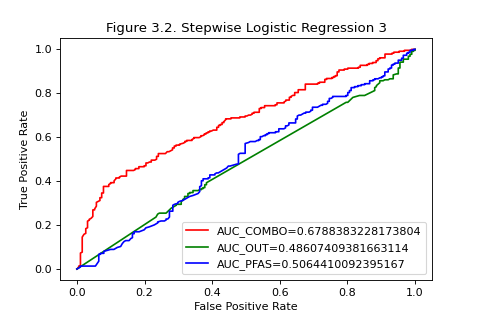 Figure 3.2. Stepwise Logistic Regression 3
True Positive Rate
1.0
0.8
0.6
0.4
0.2
0.0
AUC_COMBO=0.6788383228173804
AUC_OUT=0.48607409381663114
AUC_PFAS=0.5064410092395167
0.0 0.2 0.4 0.6 0.8 1.0
False Positive Rate